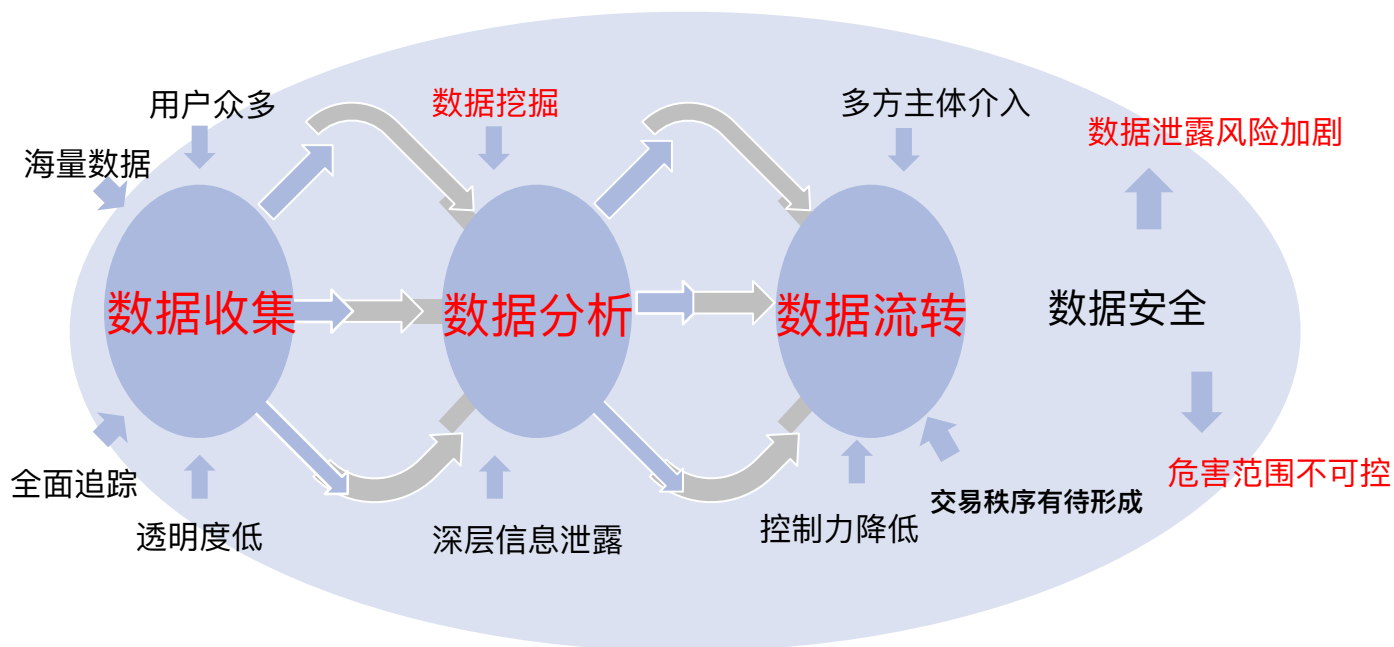 用户众多
数据挖掘
多方主体介入
数据泄露风险加剧
海量数据
数据收集
数据分析
数据流转
数据安全
全面追踪
透明度低
深层信息泄露
控制力降低
交易秩序有待形成
危害范围不可控